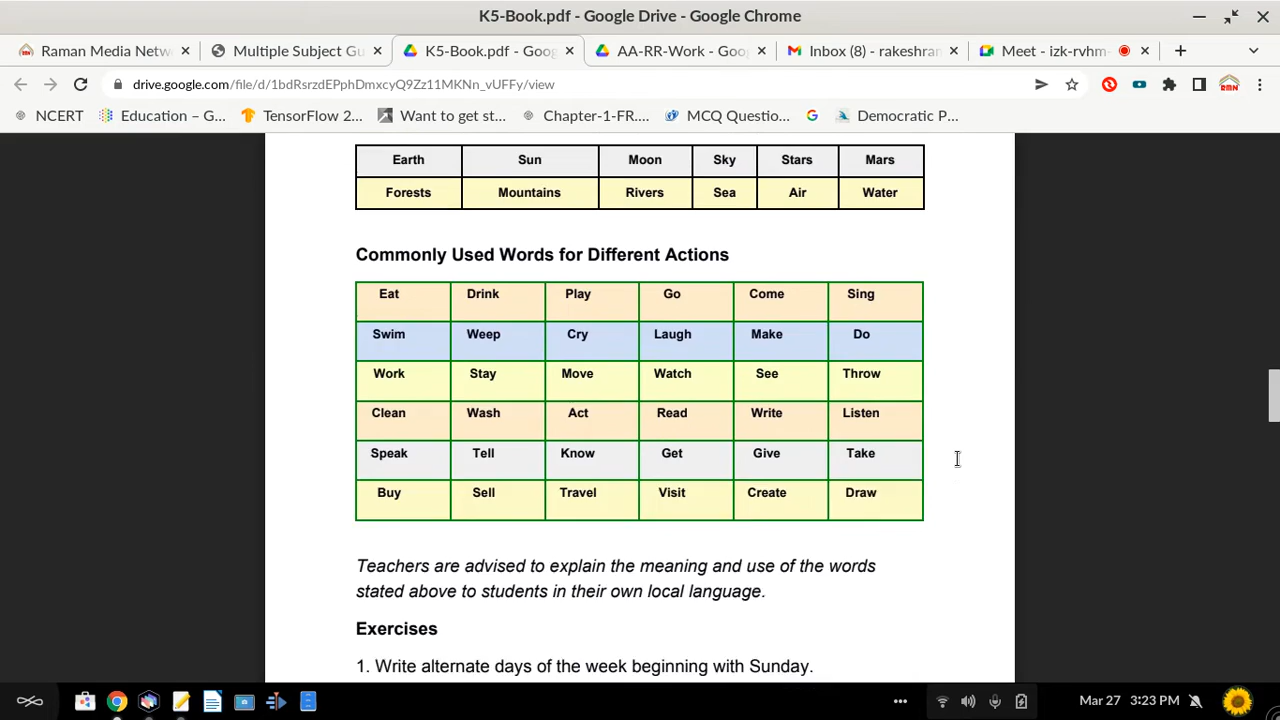 K5-Book.pdf - Google Drive - Google Chrome
Raman Media Netw
Multiple Subject Gu
K5-Book.pdf - Goog
AA-RR-Work - Goo
Inbox (8) - rakeshran
Meet - izk-rvhm-
drive.google.com/file/d/1bdRsrzdEPphDmxcyQ9Zz11MKNn_vUFFy/view
NCERT
Education – G...
TensorFlow 2...
Want to get st...
Chapter-1-FR....
MCQ Questio...
Democratic P...
Earth Sun Moon Sky Stars Mars
Forests Mountains Rivers Sea Air Water
Commonly Used Words for Different Actions
Eat Drink Play Go Come Sing
Swim Weep Cry Laugh Make Do
Work Stay Move Watch See Throw
Clean Wash Act Read Write Listen
Speak Tell Know Get Give Take
Buy Sell Travel Visit Create Draw
Teachers are advised to explain the meaning and use of the words
stated above to students in their own local language.
Exercises
1. Write alternate days of the week beginning with Sunday.
Mar 27 3:23 PM